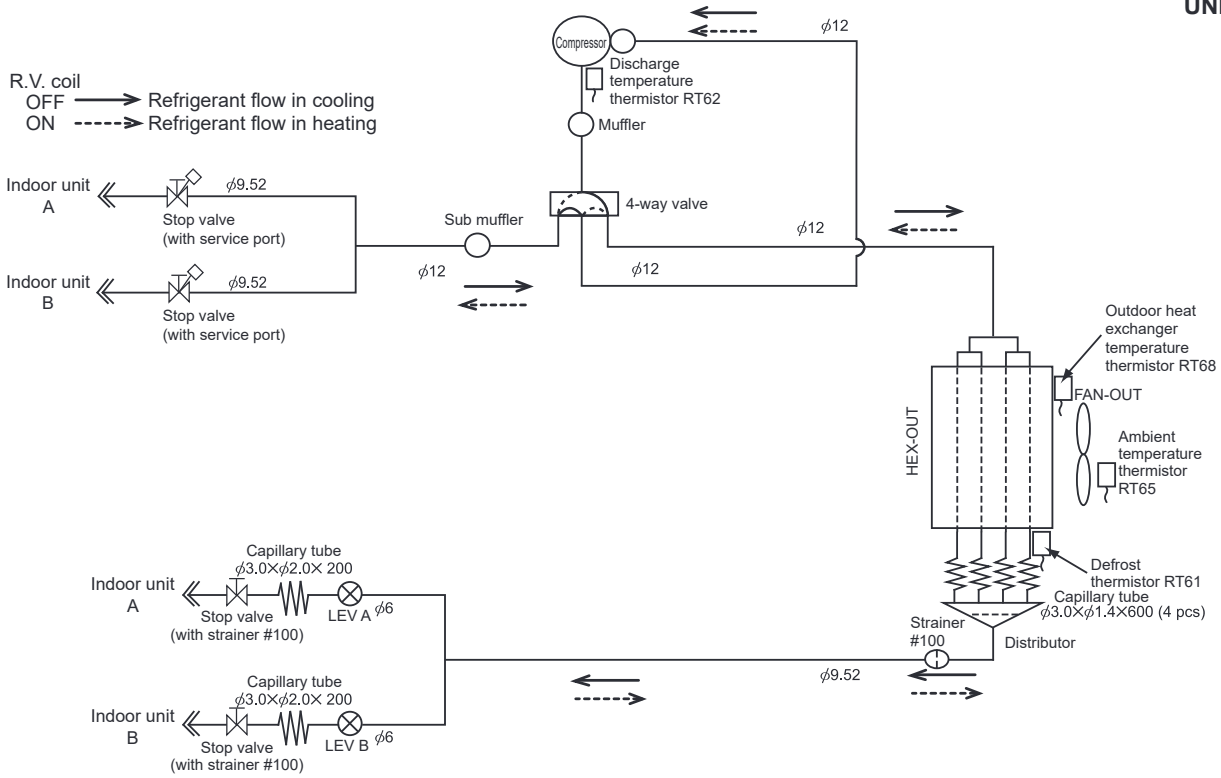 UNI
R.V. coil
OFF Refrigerant flow in cooling
ON Refrigerant flow in heating
Compressor
ϕ12
Discharge
temperature
thermistor RT62
Muffler
4-way valve
Indoor unit
A
ϕ9.52
Stop valve
(with service port)
Indoor unit
B
ϕ9.52
Stop valve
(with service port)
Sub muffler
ϕ12
ϕ12
ϕ12
Outdoor heat
exchanger
temperature
thermistor RT68
FAN-OUT
HEX-OUT
Ambient
temperature
thermistor
RT65
Defrost
thermistor RT61
Capillary tube
ϕ3.0×ϕ1.4×600 (4 pcs)
Distributor
Strainer
#100
ϕ9.52
Indoor unit
A
Capillary tube
ϕ3.0×ϕ2.0× 200
LEV A
ϕ6
Stop valve
(with strainer #100)
Indoor unit
B
Capillary tube
ϕ3.0×ϕ2.0× 200
LEV B
ϕ6
Stop valve
(with strainer #100)